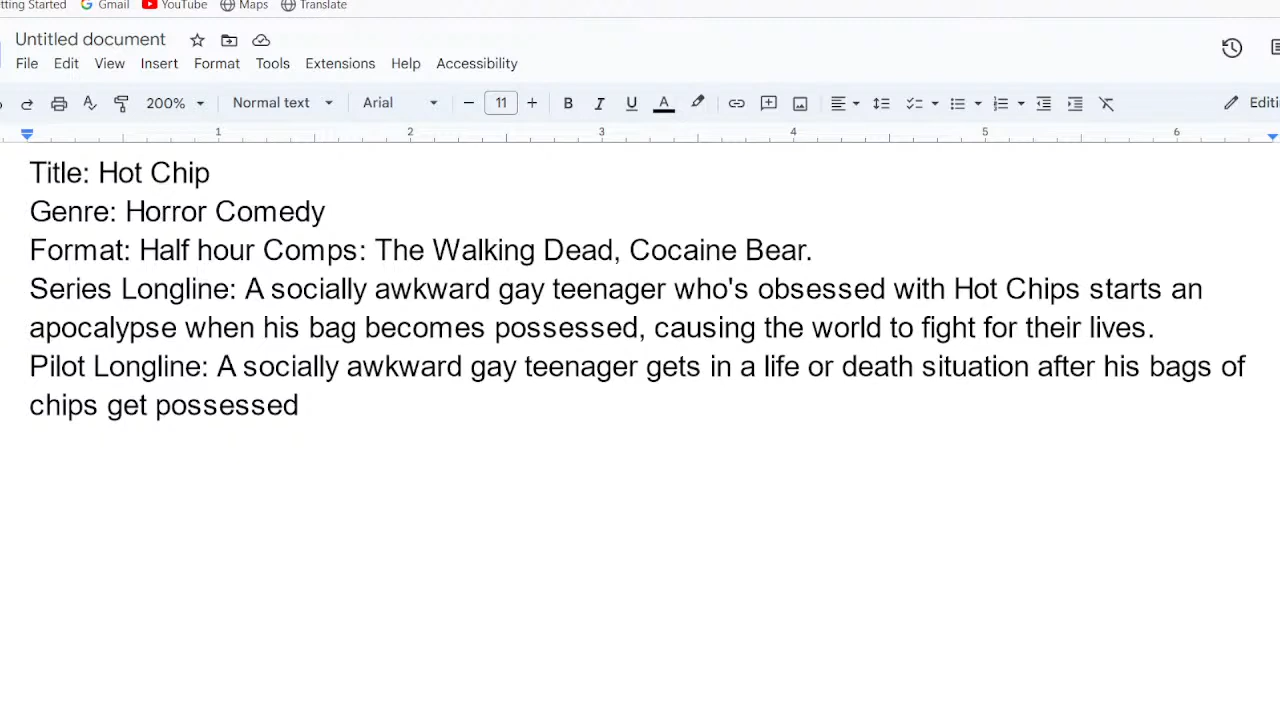 tting Started Gmail YouTube Maps Translate
Untitled document
File Edit View Insert Format Tools Extensions Help Accessibility
200% Normal text Arial 11 B I U A Editi
1 2 3 4 5 6
Title: Hot Chip
Genre: Horror Comedy
Format: Half hour Comps: The Walking Dead, Cocaine Bear.
Series Longline: A socially awkward gay teenager who's obsessed with Hot Chips starts an
apocalypse when his bag becomes possessed, causing the world to fight for their lives.
Pilot Longline: A socially awkward gay teenager gets in a life or death situation after his bags of
chips get possessed